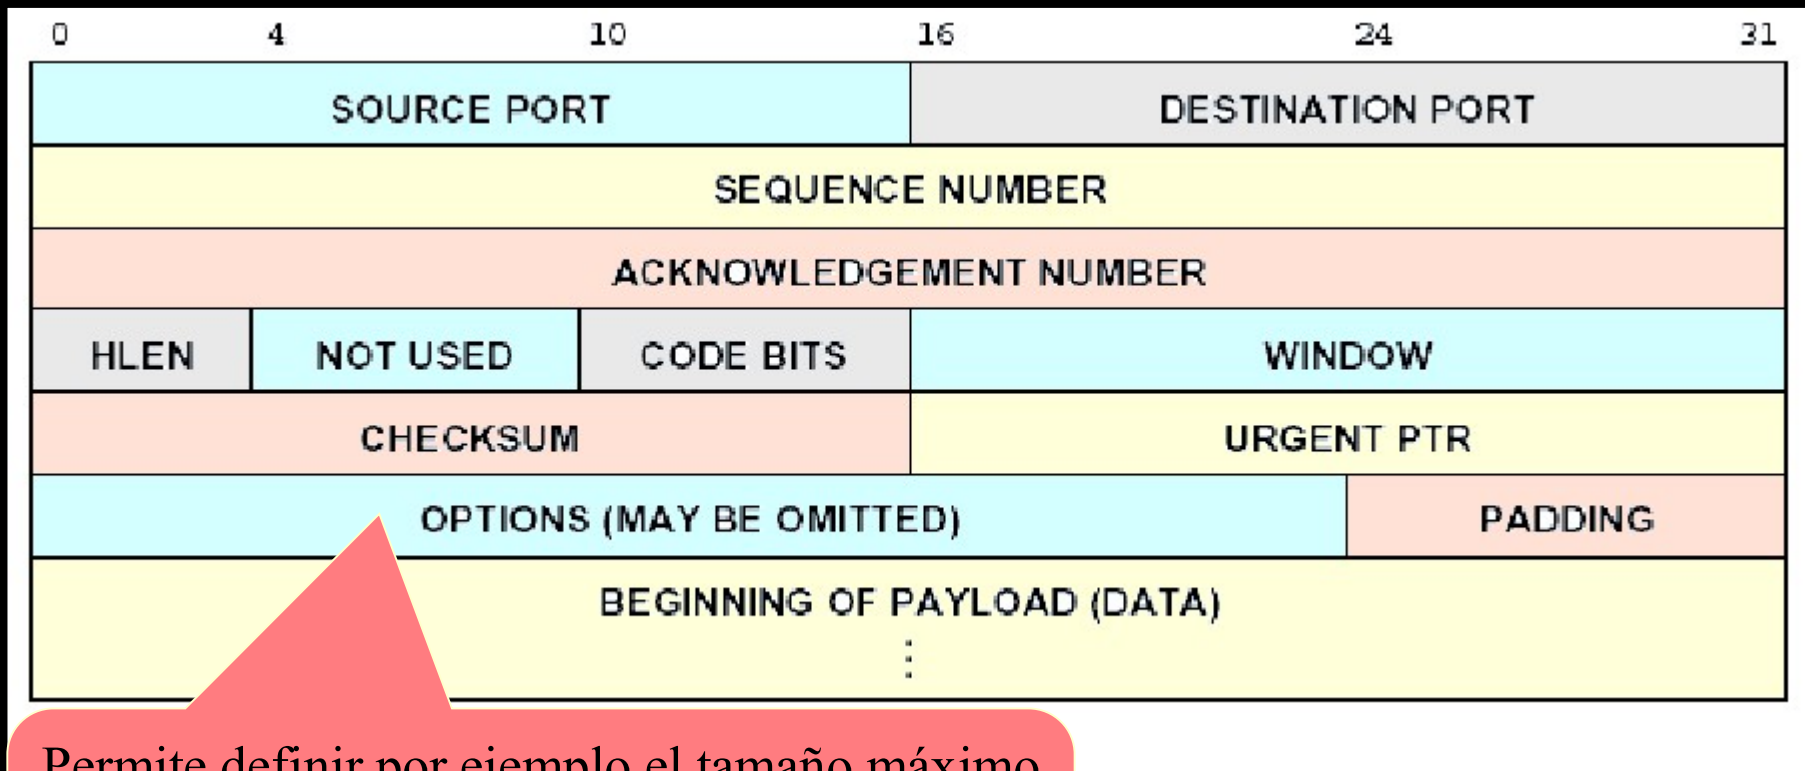 0 4 10 16 24 31
SOURCE PORT DESTINATION PORT
SEQUENCE NUMBER
ACKNOWLEDGEMENT NUMBER
HLEN NOT USED CODE BITS WINDOW
CHECKSUM URGENT PTR
OPTIONS (MAY BE OMITTED) PADDING
BEGINNING OF PAYLOAD (DATA)
Permite definir por ejemplo el tamaño máximo